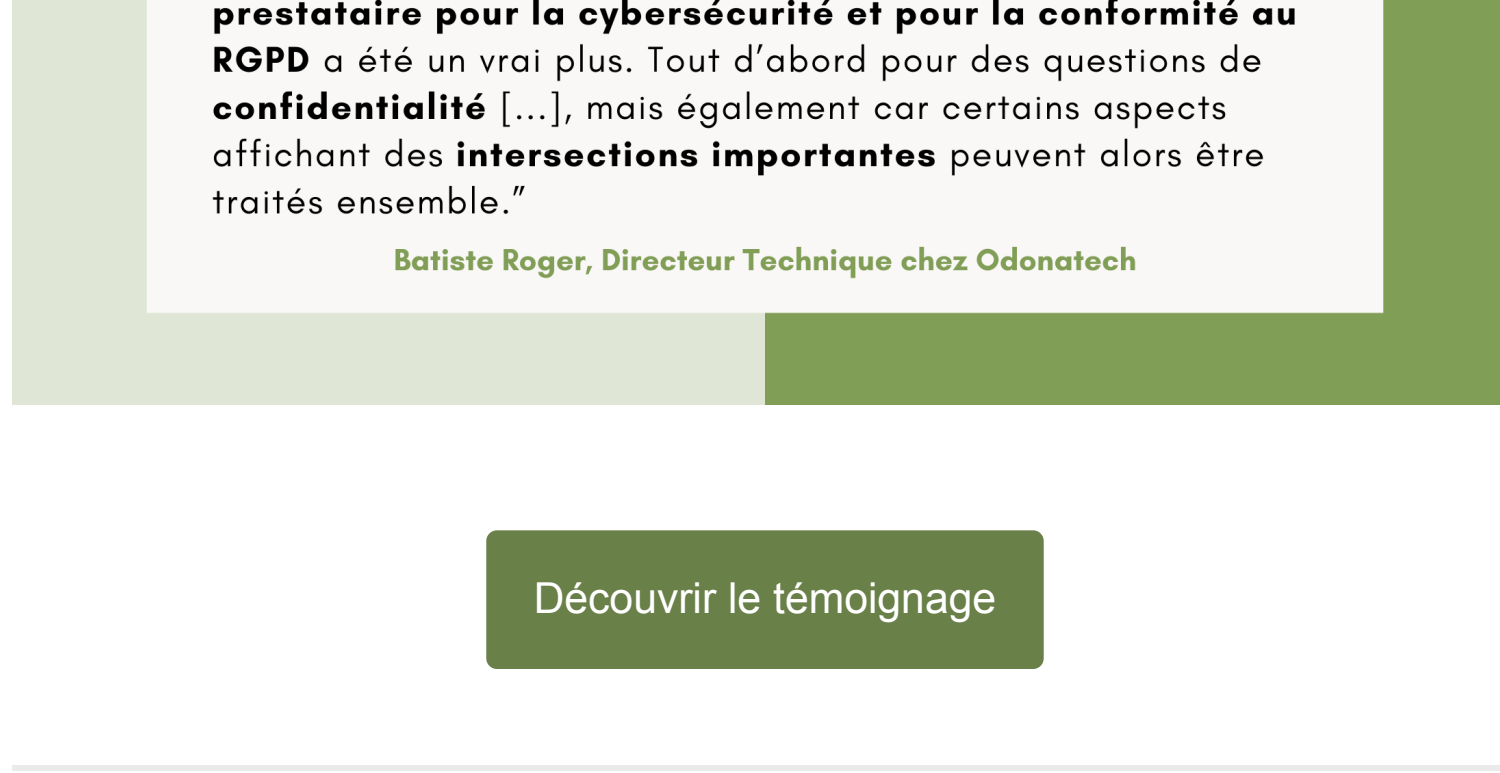 prestataire pour la cybersécurité et pour la conformité au
RGPD a été un vrai plus. Tout d’abord pour des questions de
confidentialité [...], mais également car certains aspects
affichant des intersections importantes peuvent alors être
traités ensemble.”
Batiste Roger, Directeur Technique chez Odonatech
Découvrir le témoignage